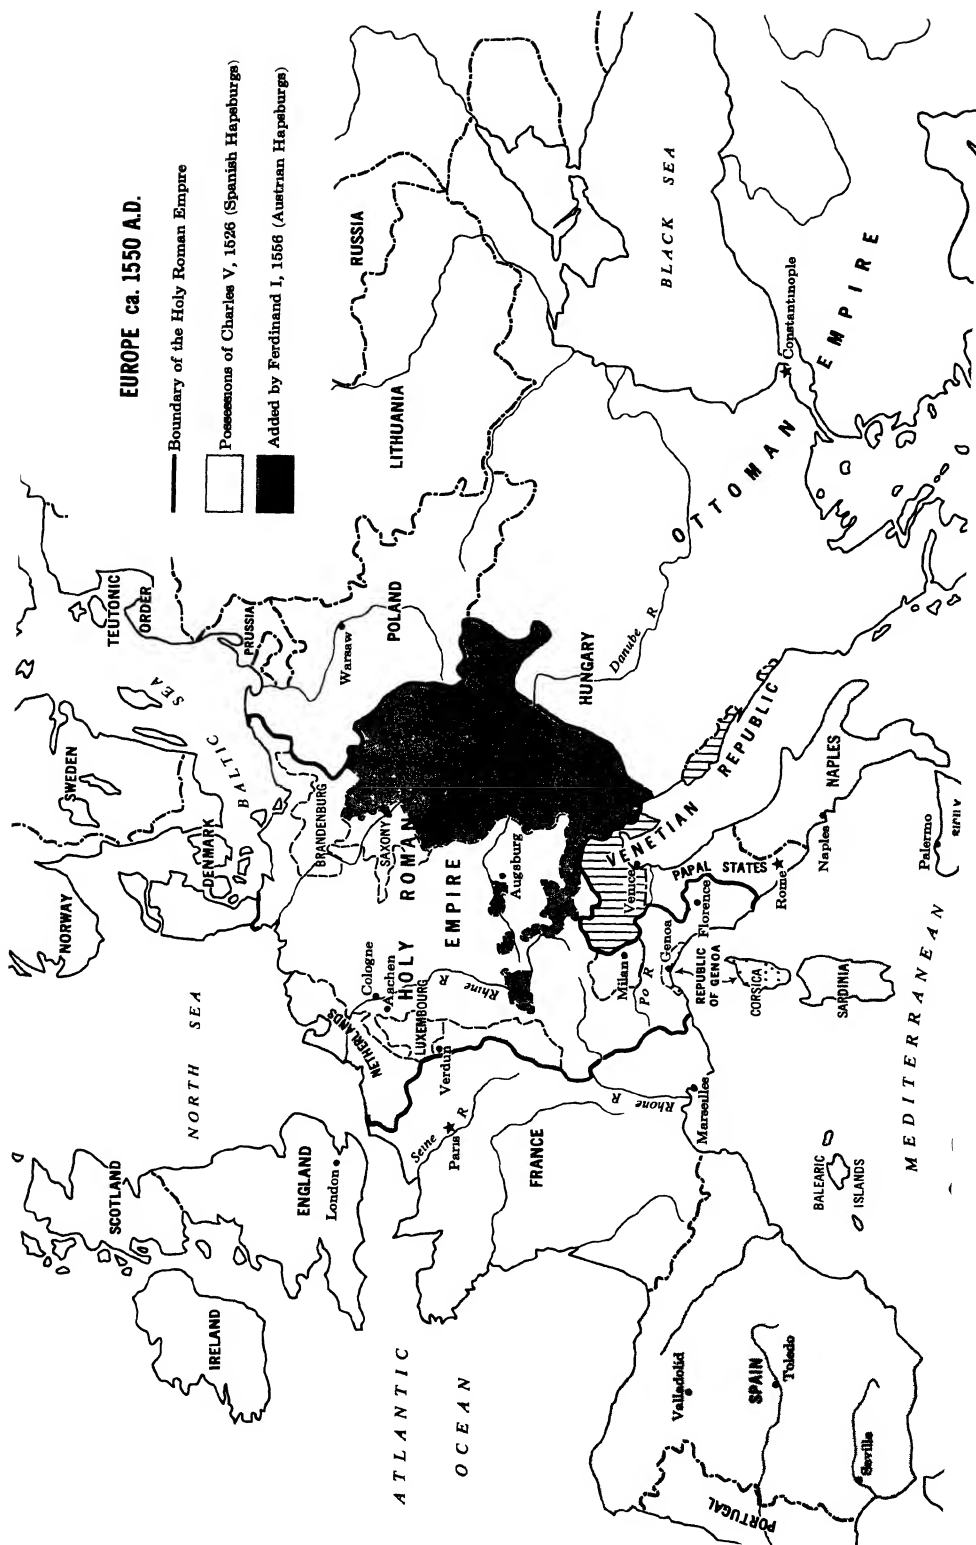 EUROPE ca. 1550 A.D.
Boundary of the Holy Roman Empire
Possessions of Charles V, 1526 (Spanish Hapsburgs)
Added by Ferdinand I, 1556 (Austrian Hapsburgs)
NORWAY
SWEDEN
SCOTLAND
NORTH SEA
DENMARK
BALTIC SEA
TEUTONIC
ORDER
IRELAND
ENGLAND
London
PRUSSIA
RUSSIA
BRANDENBURG
Warsaw
POLAND
LITHUANIA
NETHERLANDS
Cologne
Aachen
SAXONY
LUXEMBOURG
HOLY ROMAN
EMPIRE
ATLANTIC
OCEAN
Verdun
Seine R
Paris
Rhine R
Augsburg
FRANCE
HUNGARY
Danube R
BLACK SEA
Rhone R
Marseilles
Milan
Po R
Venice
VENETIAN REPUBLIC
Genoa
REPUBLIC
OF GENOA
Florence
PAPAL STATES
Rome
CORSICA
SARDINIA
NAPLES
Naples
Palermo
SICILY
OTTOMAN EMPIRE
Constantinople
Valladolid
SPAIN
Toledo
Seville
PORTUGAL
BALEARIC
ISLANDS
MEDITERRANEAN